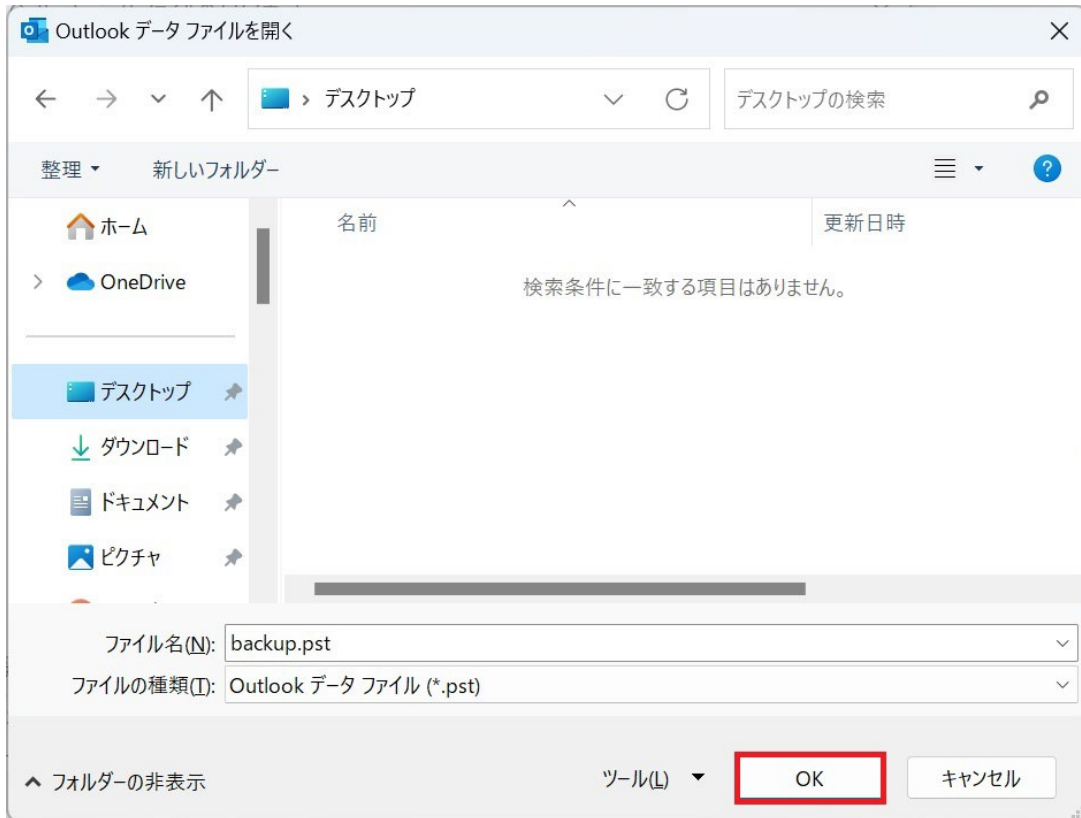 Outlook データ ファイルを開く
デスクトップ
デスクトップの検索
整理
新しいフォルダー
ホーム
OneDrive
デスクトップ
ダウンロード
ドキュメント
ピクチャ
名前
更新日時
検索条件に一致する項目はありません。
ファイル名(N): backup.pst
ファイルの種類(T): Outlook データ ファイル (*.pst)
フォルダーの非表示
ツール(L)
OK
キャンセル